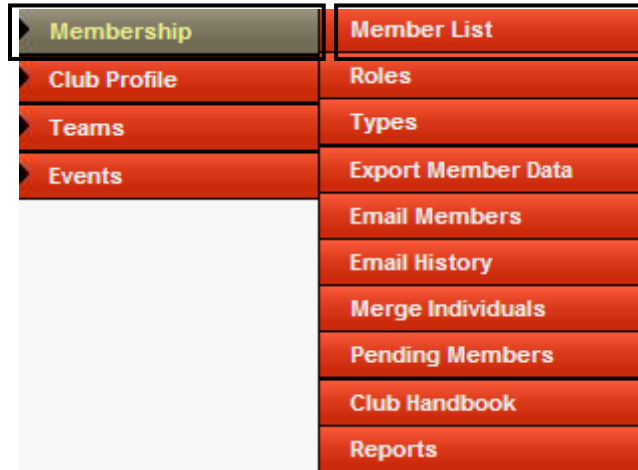 Membership
Club Profile
Teams
Events
Member List
Roles
Types
Export Member Data
Email Members
Email History
Merge Individuals
Pending Members
Club Handbook
Reports